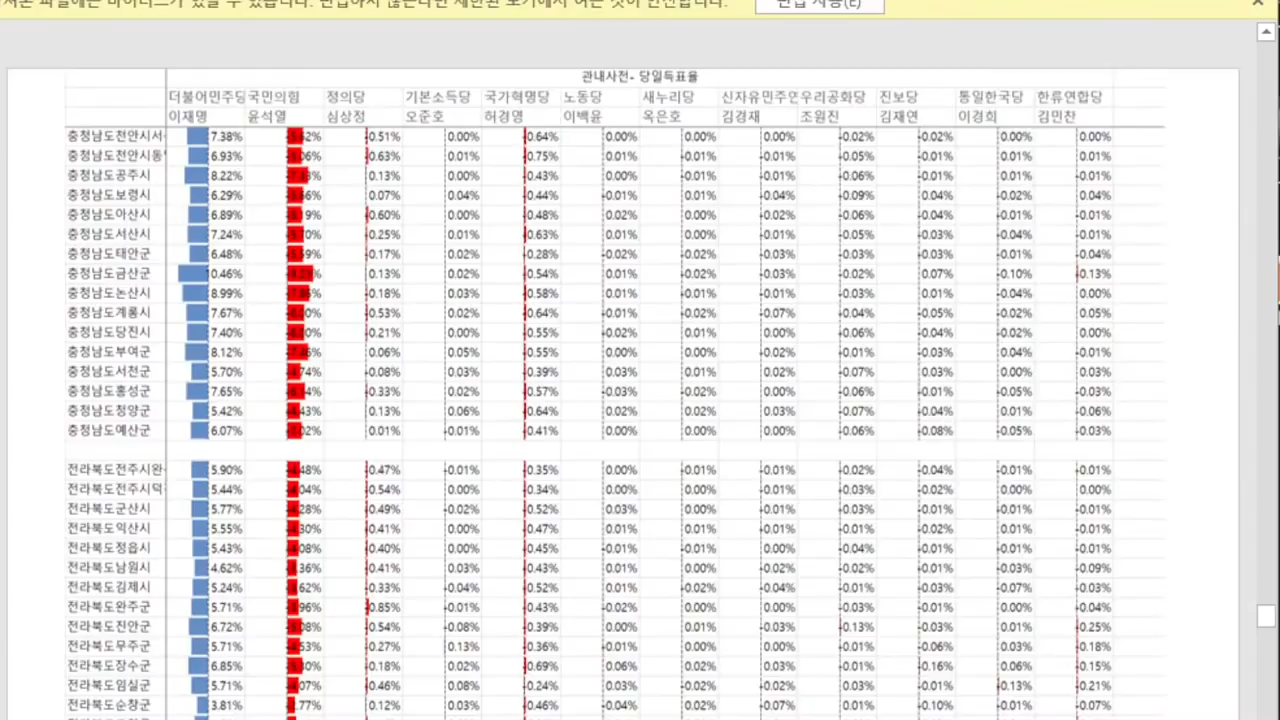 편집 사용(E)
관내사전- 당일득표율
더불어민주당 국민의힘 정의당 기본소득당 국가혁명당 노동당 새누리당 신자유민주연 우리공화당 진보당 통일한국당 한류연합당
이재명 윤석열 심상정 오준호 허경영 이백윤 옥은호 김경재 조원진 김재연 이경희 김민찬
충청남도천안시서 7.38% -0.51% 0.00% -0.64% 0.00% 0.00% 0.00% -0.02% -0.02% 0.00% 0.00%
충청남도천안시동 6.93% -0.63% 0.01% -0.75% 0.01% -0.01% -0.01% -0.05% -0.01% 0.01% 0.01%
충청남도공주시 8.22% 0.13% 0.00% -0.43% 0.00% -0.01% -0.01% -0.06% -0.01% 0.01% -0.01%
충청남도보령시 6.29% 0.07% 0.04% -0.44% -0.01% 0.01% -0.04% -0.09% -0.04% -0.02% 0.04%
충청남도아산시 6.89% -0.60% 0.00% -0.48% 0.02% 0.00% -0.02% -0.06% -0.04% -0.01% -0.01%
충청남도서산시 7.24% -0.25% 0.01% -0.63% 0.01% 0.00% -0.01% -0.05% -0.03% -0.04% -0.01%
충청남도태안군 6.48% -0.17% 0.02% -0.28% -0.02% -0.02% -0.03% -0.03% -0.02% -0.01% -0.04%
충청남도금산군 10.46% 0.13% 0.02% -0.54% 0.01% -0.02% -0.03% -0.02% 0.07% -0.10% -0.13%
충청남도논산시 8.99% -0.18% 0.03% -0.58% 0.01% -0.01% -0.01% -0.03% 0.01% -0.04% 0.00%
충청남도계룡시 7.67% -0.53% 0.02% -0.64% -0.01% -0.02% -0.07% -0.04% -0.05% -0.02% 0.05%
충청남도당진시 7.40% -0.21% 0.00% -0.55% -0.02% 0.01% 0.00% -0.06% -0.04% -0.02% 0.00%
충청남도부여군 8.12% 0.06% 0.05% -0.55% 0.00% 0.00% -0.02% -0.01% -0.03% 0.04% -0.01%
충청남도서천군 5.70% -0.08% 0.03% -0.39% 0.03% 0.01% 0.02% -0.07% 0.03% 0.00% 0.03%
충청남도홍성군 7.65% -0.33% 0.02% -0.57% -0.03% -0.02% 0.00% -0.06% -0.01% -0.05% -0.03%
충청남도청양군 5.42% 0.13% 0.06% -0.64% 0.02% 0.02% 0.03% -0.07% -0.04% 0.01% -0.06%
충청남도예산군 6.07% 0.01% -0.01% -0.41% 0.00% 0.00% 0.00% -0.06% -0.08% -0.05% -0.03%
전라북도전주시완 5.90% -0.47% -0.01% -0.35% 0.00% -0.01% -0.01% -0.02% -0.04% -0.01% -0.01%
전라북도전주시덕 5.44% -0.54% 0.00% -0.34% 0.00% 0.00% -0.01% -0.03% -0.02% 0.00% 0.00%
전라북도군산시 5.77% -0.49% -0.02% -0.52% 0.03% 0.00% -0.01% -0.03% -0.01% -0.01% -0.01%
전라북도익산시 5.55% -0.41% 0.00% -0.47% 0.01% -0.01% -0.01% -0.01% -0.02% 0.01% -0.01%
전라북도정읍시 5.43% -0.40% 0.00% -0.45% -0.01% -0.01% 0.00% -0.04% -0.01% -0.01% -0.01%
전라북도남원시 4.62% -0.41% 0.03% -0.43% 0.01% -0.01% -0.02% -0.02% -0.01% -0.03% -0.09%
전라북도김제시 5.24% -0.33% -0.04% -0.52% 0.01% -0.02% -0.04% -0.01% -0.03% -0.07% -0.03%
전라북도완주군 5.71% -0.85% -0.01% -0.43% -0.02% 0.00% 0.00% -0.03% -0.01% 0.00% -0.04%
전라북도진안군 6.72% -0.54% -0.08% -0.39% 0.00% 0.01% -0.03% -0.13% -0.03% 0.01% -0.25%
전라북도무주군 5.71% -0.27% 0.13% -0.36% -0.01% 0.00% 0.00% -0.01% -0.06% 0.03% -0.18%
전라북도장수군 6.85% -0.18% 0.02% -0.69% 0.06% 0.02% 0.03% -0.01% -0.16% 0.06% -0.15%
전라북도임실군 5.71% -0.46% 0.08% -0.24% 0.03% -0.02% -0.02% 0.03% -0.01% -0.13% -0.21%
전라북도순창군 3.81% 0.12% 0.03% -0.46% -0.04% 0.02% -0.07% 0.01% -0.10% -0.01% -0.07%